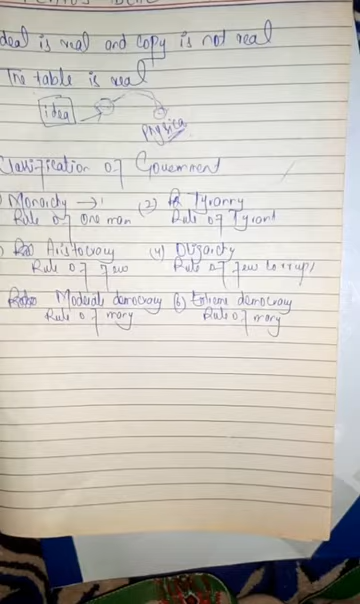 deal is real and copy is not real
The table is real
idea
Physical
Classification of Government
Monarchy → (2) Tyranny
Rule of one man Rule of Tyrant
Aristocracy (4) Oligarchy
Rule of few Rule of few corrupt
Moderate democracy (6) Extreme democracy
Rule of many Rule of many